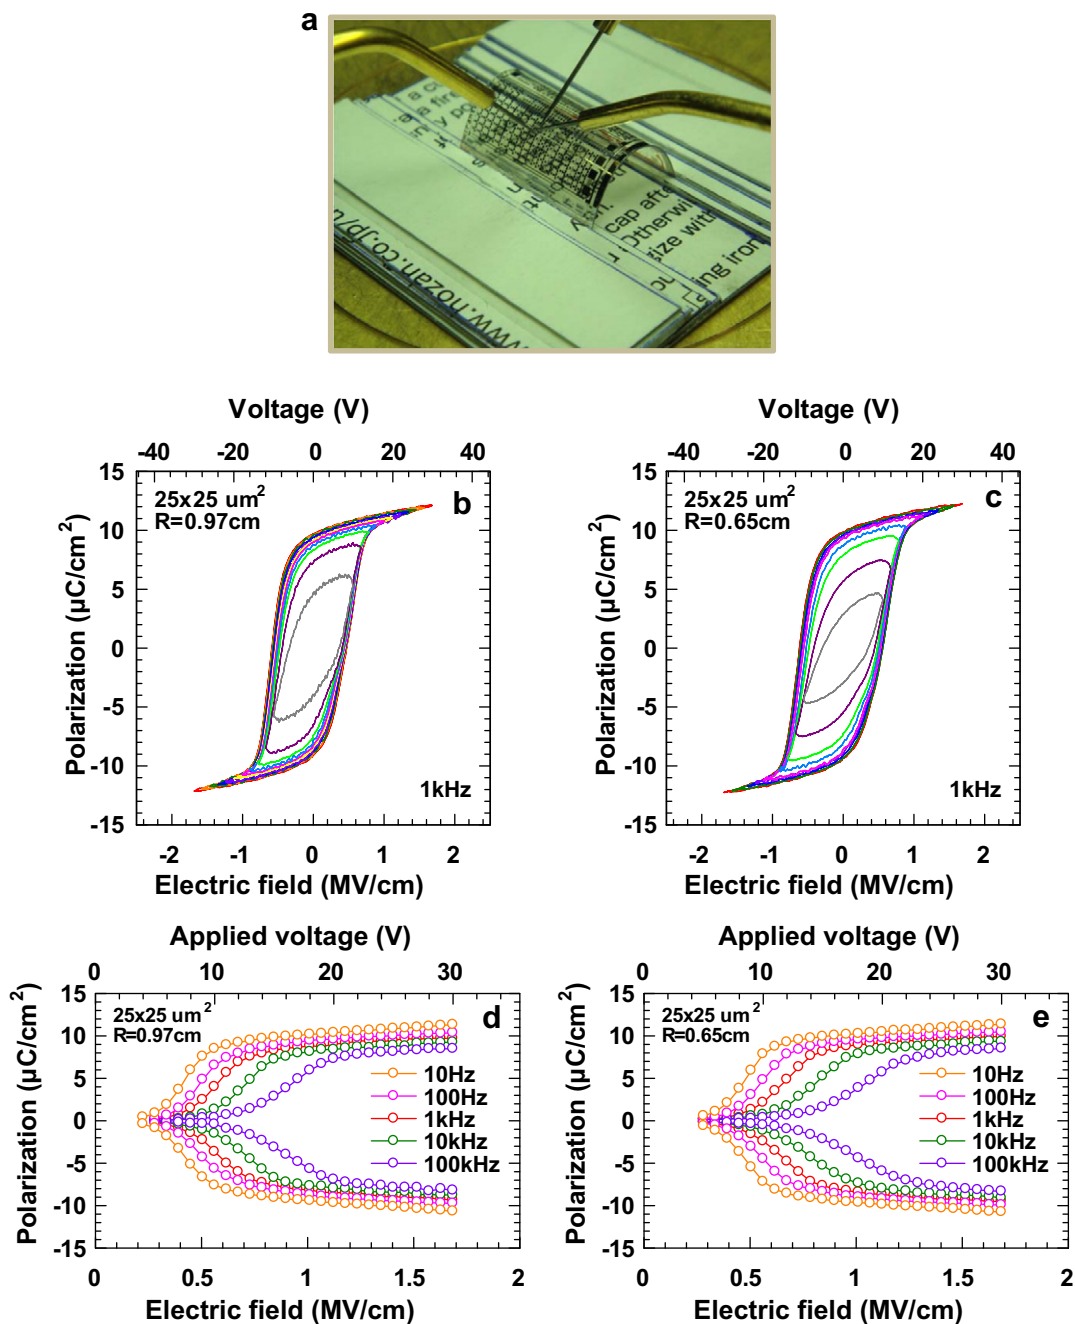 a
a c
a fire
cap afte
Otherwi
size with
ing iron
www.hozan.co.jp/u
Voltage (V)
-40 -20 0 20 40
15
10
5
0
-5
-10
-15
25x25 um²
R=0.97cm
b
1kHz
Polarization (µC/cm²)
-2 -1 0 1 2
Electric field (MV/cm)
Voltage (V)
-40 -20 0 20 40
15
10
5
0
-5
-10
-15
25x25 um²
R=0.65cm
c
1kHz
Polarization (µC/cm²)
-2 -1 0 1 2
Electric field (MV/cm)
Applied voltage (V)
0 10 20 30
15
10
5
0
-5
-10
-15
25x25 um²
R=0.97cm
d
10Hz
100Hz
1kHz
10kHz
100kHz
Polarization (µC/cm²)
0 0.5 1 1.5 2
Electric field (MV/cm)
Applied voltage (V)
0 10 20 30
15
10
5
0
-5
-10
-15
25x25 um²
R=0.65cm
e
10Hz
100Hz
1kHz
10kHz
100kHz
Polarization (µC/cm²)
0 0.5 1 1.5 2
Electric field (MV/cm)